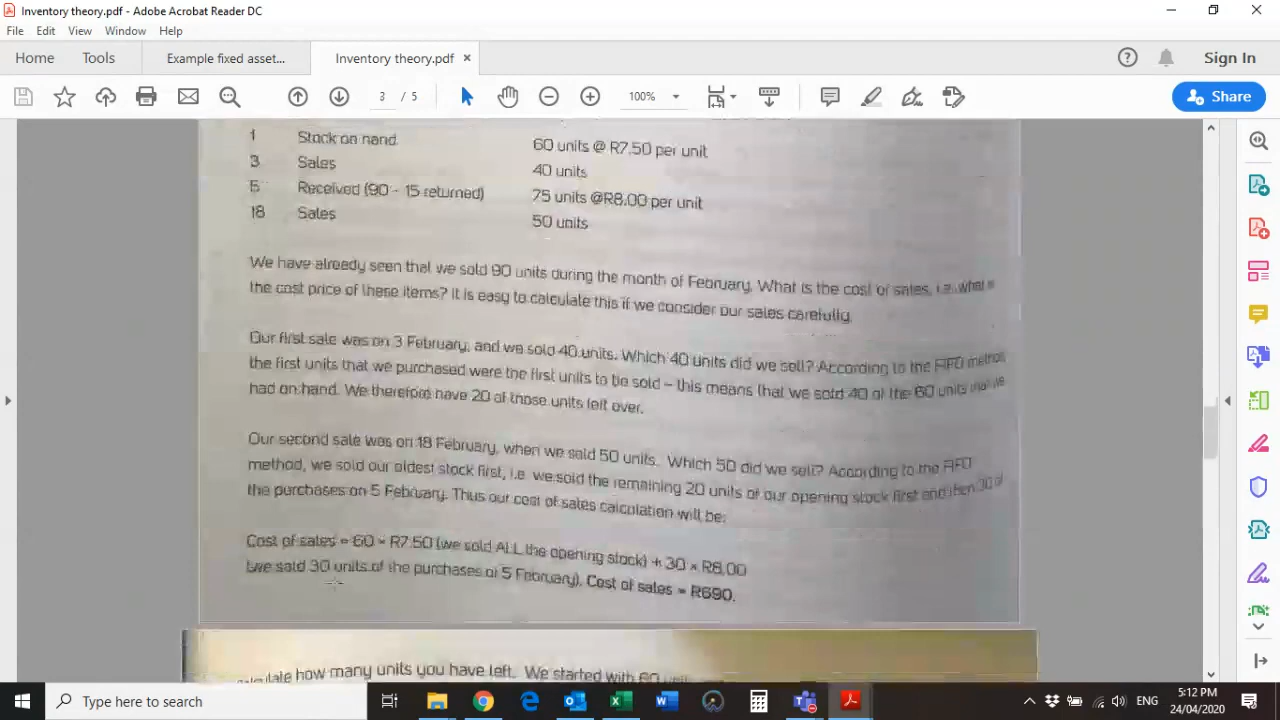 Inventory theory.pdf - Adobe Acrobat Reader DC
File Edit View Window Help
Home Tools Example fixed asset... Inventory theory.pdf
Sign In
3 / 5 100% Share
1 Stock on hand 60 units @ R7.50 per unit
3 Sales 40 units
5 Received (90 - 15 returned) 75 units @R8.00 per unit
18 Sales 50 units
We have already seen that we sold 90 units during the month of February. What is the cost of sales, i.e. what is
the cost price of these items? It is easy to calculate this if we consider our sales carefully.
Our first sale was on 3 February, and we sold 40 units. Which 40 units did we sell? According to the FIFO method
the first units that we purchased were the first units to be sold – this means that we sold 40 of the 60 units that we
had on hand. We therefore have 20 of those units left over.
Our second sale was on 18 February, when we sold 50 units. Which 50 did we sell? According to the FIFO
method, we sold our oldest stock first, i.e. we sold the remaining 20 units of our opening stock first and then 30 of
the purchases on 5 February. Thus our cost of sales calculation will be:
Cost of sales = 60 × R7.50 (we sold ALL the opening stock) + 30 × R8.00
(we sold 30 units of the purchases of 5 February). Cost of sales = R690.
how many units you have left. We started with 60
Type here to search
ENG
5:12 PM
24/04/2020